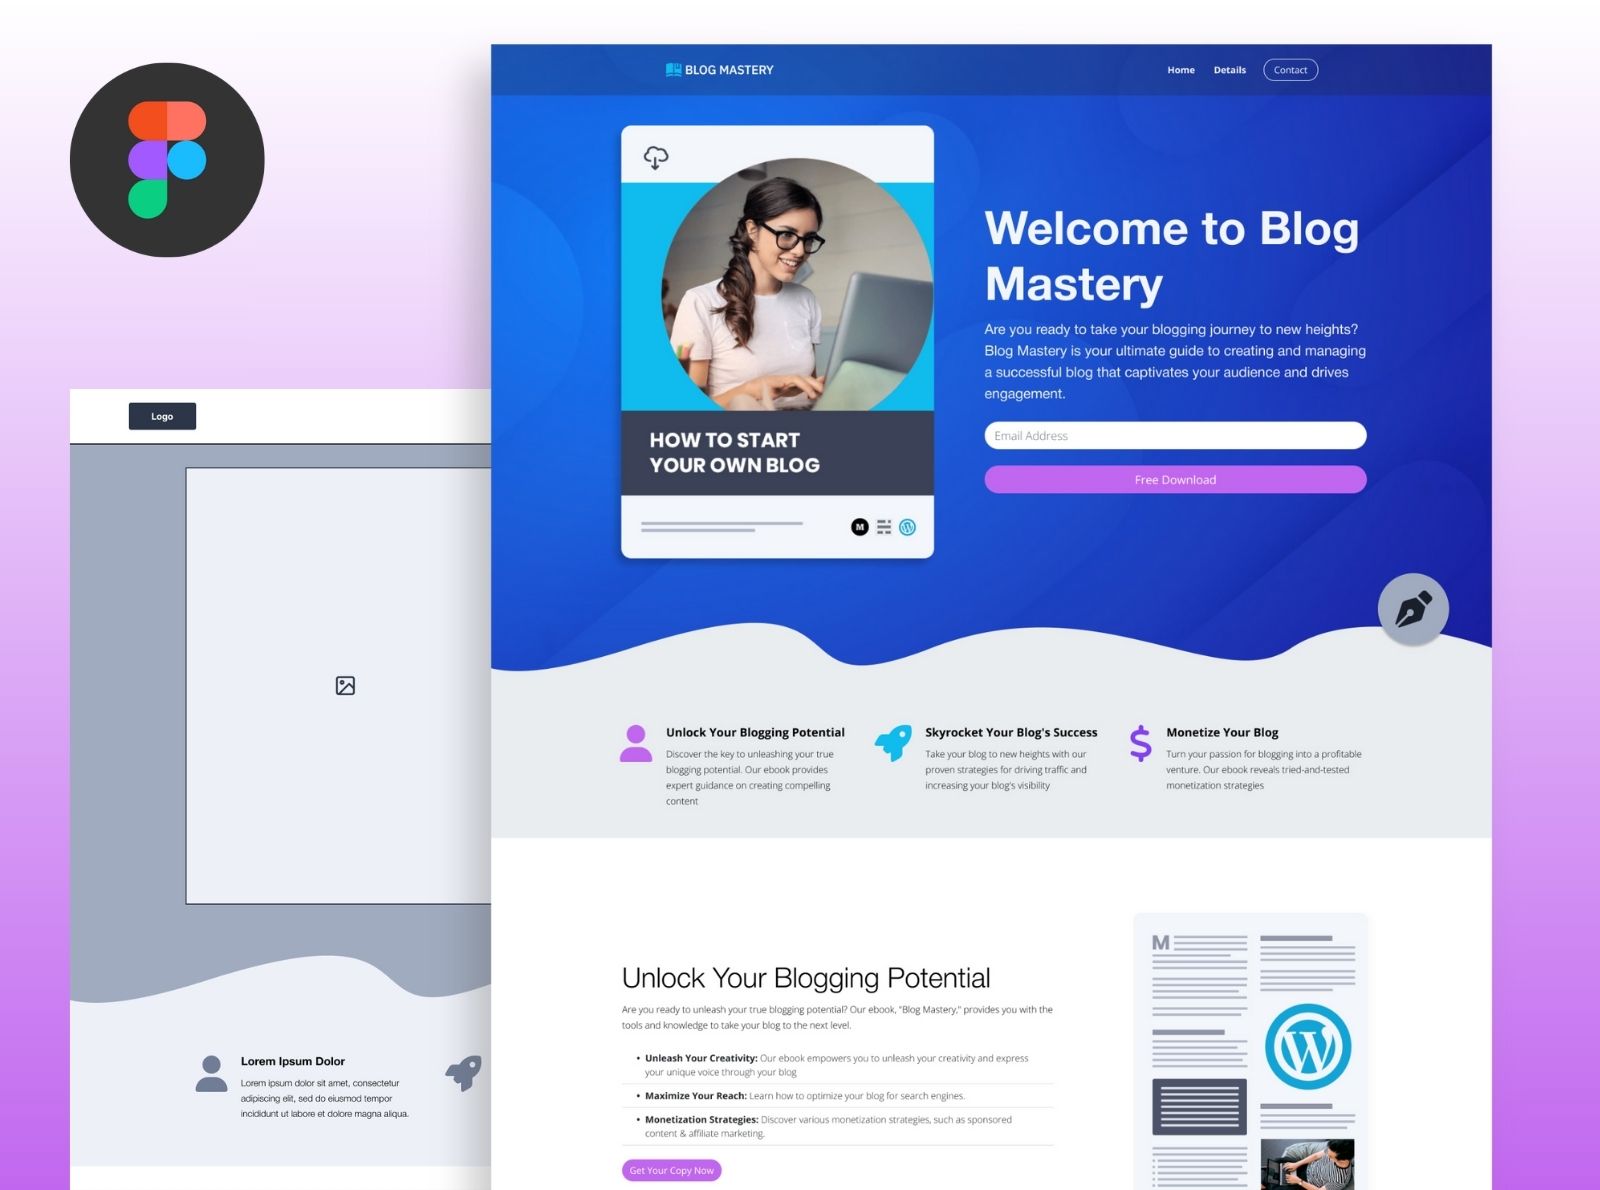 BLOG MASTERY
Home
Details
Contact
Welcome to Blog
Mastery
Are you ready to take your blogging journey to new heights?
Blog Mastery is your ultimate guide to creating and managing
a successful blog that captivates your audience and drives
engagement.
Email Address
Free Download
HOW TO START
YOUR OWN BLOG
M
Logo
Unlock Your Blogging Potential
Discover the key to unleashing your true
blogging potential. Our ebook provides
expert guidance on creating compelling
content
Skyrocket Your Blog's Success
Take your blog to new heights with our
proven strategies for driving traffic and
increasing your blog's visibility
Monetize Your Blog
Turn your passion for blogging into a profitable
venture. Our ebook reveals tried-and-tested
monetization strategies
Unlock Your Blogging Potential
Are you ready to unleash your true blogging potential? Our ebook, "Blog Mastery," provides you with the
tools and knowledge to take your blog to the next level.
• Unleash Your Creativity: Our ebook empowers you to unleash your creativity and express
your unique voice through your blog
• Maximize Your Reach: Learn how to optimize your blog for search engines.
• Monetization Strategies: Discover various monetization strategies, such as sponsored
content & affiliate marketing.
Get Your Copy Now
M
Lorem Ipsum Dolor
Lorem ipsum dolor sit amet, consectetur
adipiscing elit, sed do eiusmod tempor
incididunt ut labore et dolore magna aliqua.